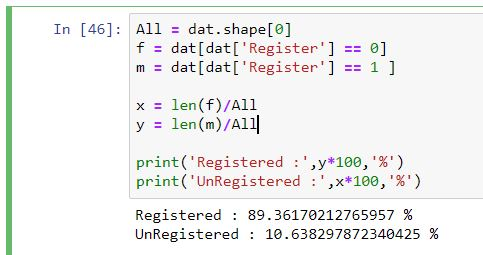 In [46]: All = dat.shape[0]
f = dat[dat['Register'] == 0]
m = dat[dat['Register'] == 1 ]
x = len(f)/All
y = len(m)/All
print('Registered :',y*100,'%')
print('UnRegistered :',x*100,'%')
Registered : 89.36170212765957 %
UnRegistered : 10.638297872340425 %